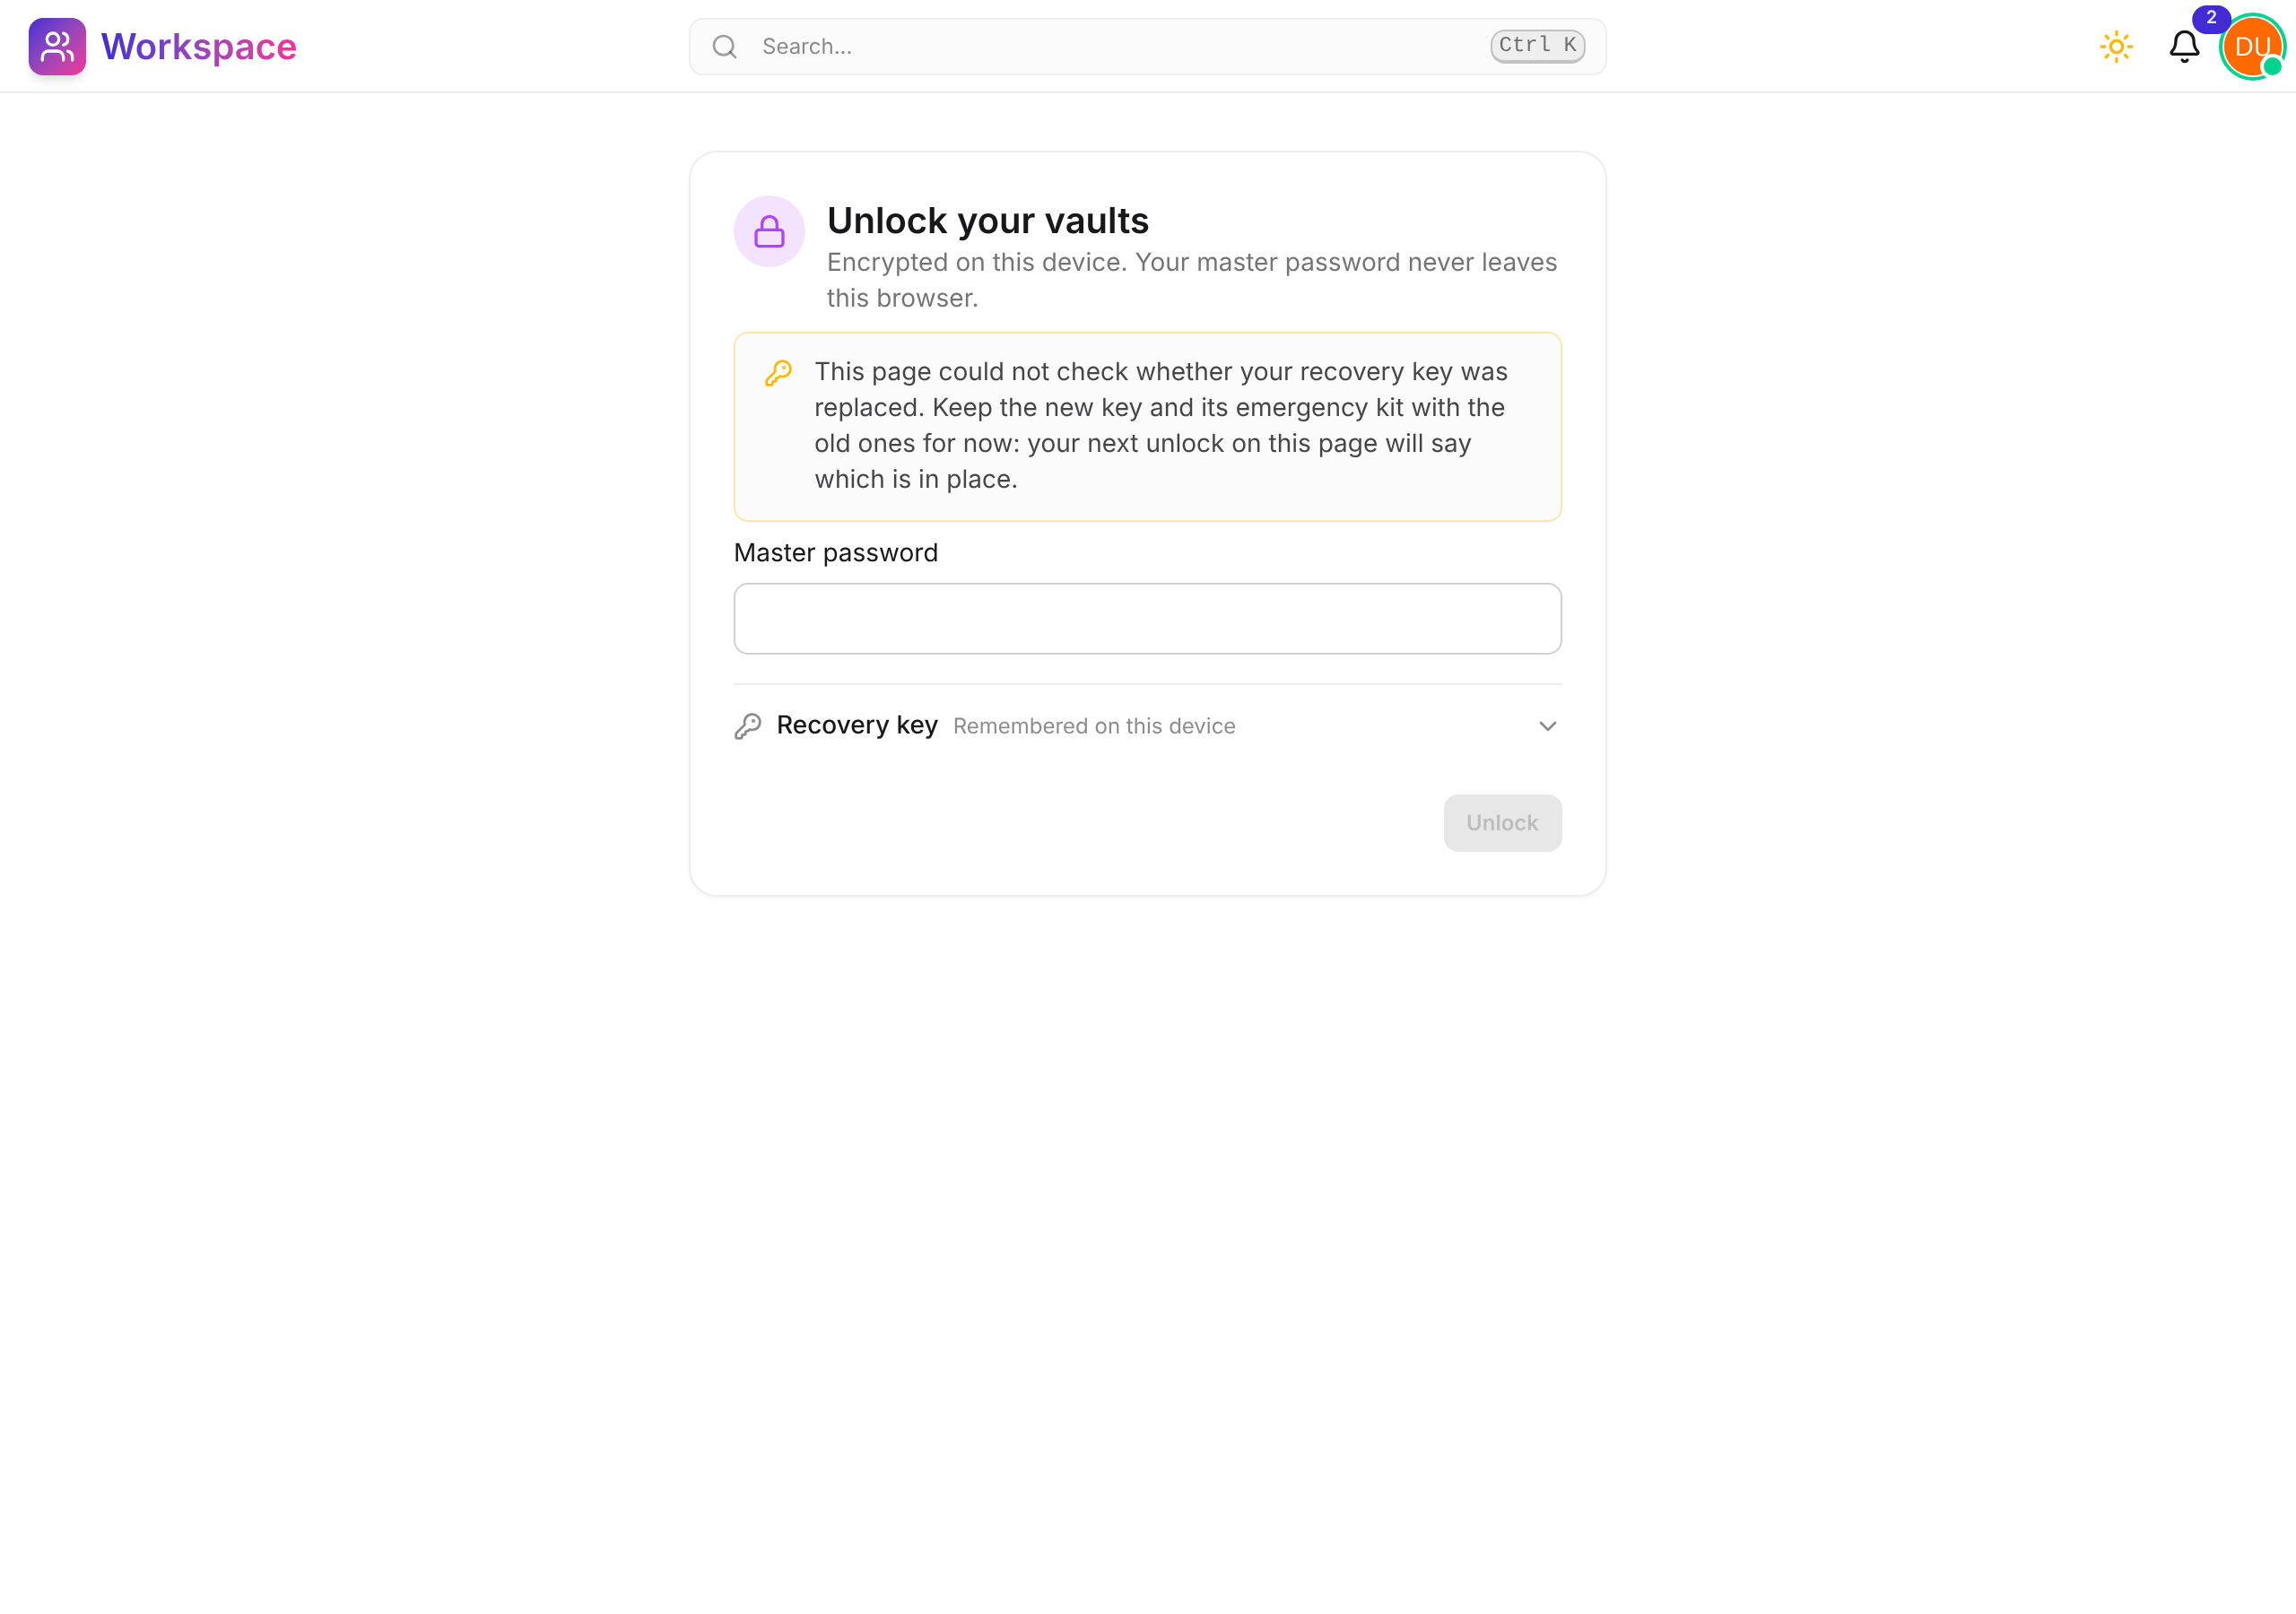 Workspace
Search...
Ctrl K
2
DU
Unlock your vaults
Encrypted on this device. Your master password never leaves
this browser.
This page could not check whether your recovery key was
replaced. Keep the new key and its emergency kit with the
old ones for now: your next unlock on this page will say
which is in place.
Master password
Recovery key Remembered on this device
Unlock